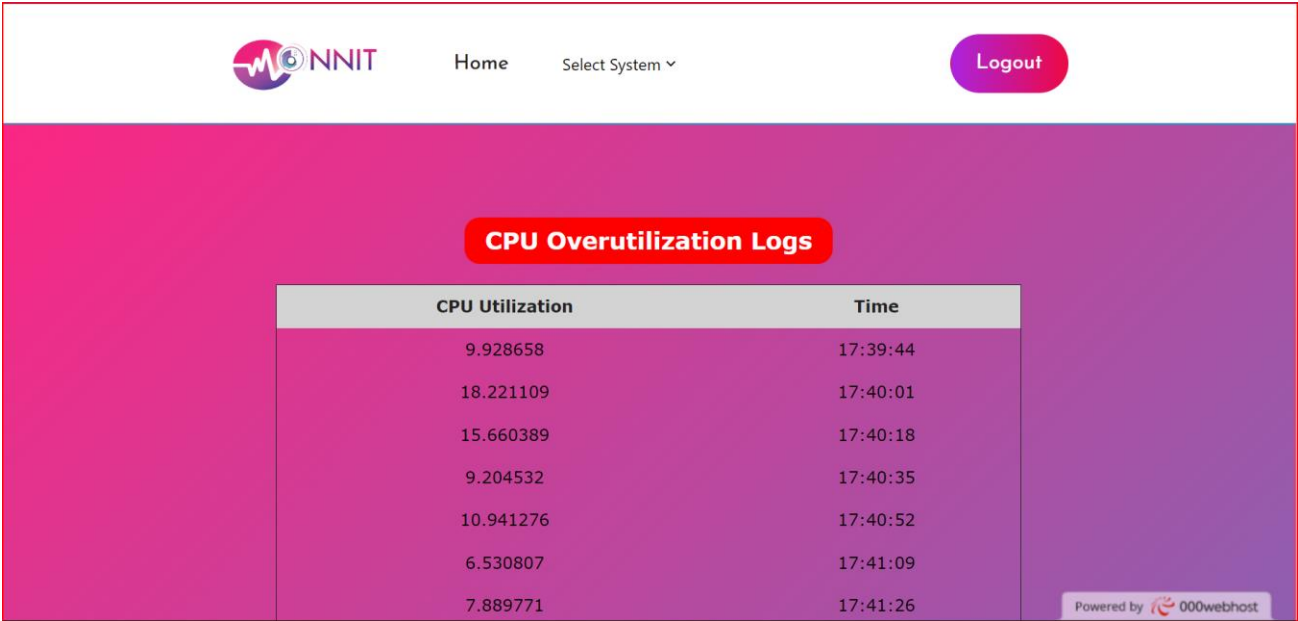 MONNIT Home Select System Logout
CPU Overutilization Logs
CPU Utilization Time
9.928658 17:39:44
18.221109 17:40:01
15.660389 17:40:18
9.204532 17:40:35
10.941276 17:40:52
6.530807 17:41:09
7.889771 17:41:26
Powered by 000webhost